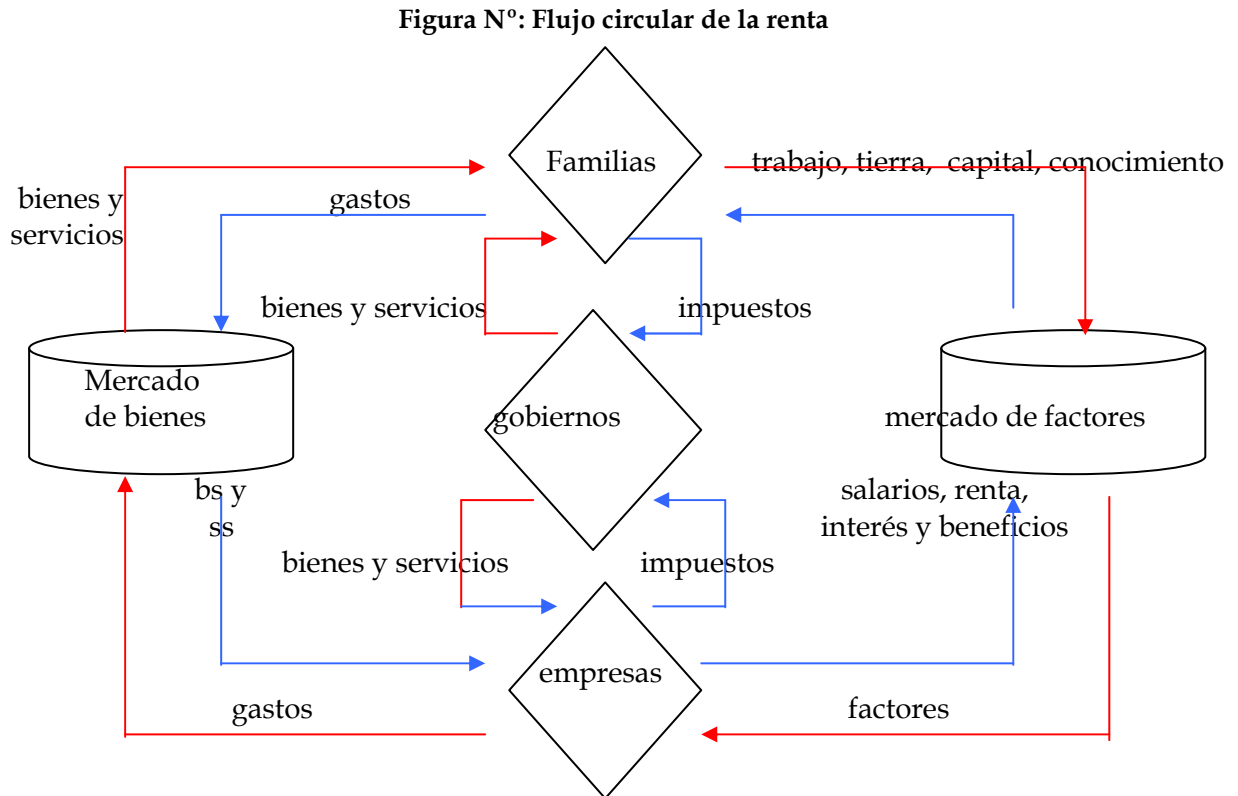 Figura Nº: Flujo circular de la renta
Familias
trabajo, tierra, capital, conocimiento
bienes y
servicios
gastos
bienes y servicios
impuestos
Mercado
de bienes
gobiernos
mercado de factores
bs y
ss
salarios, renta,
interés y beneficios
bienes y servicios
impuestos
empresas
gastos
factores